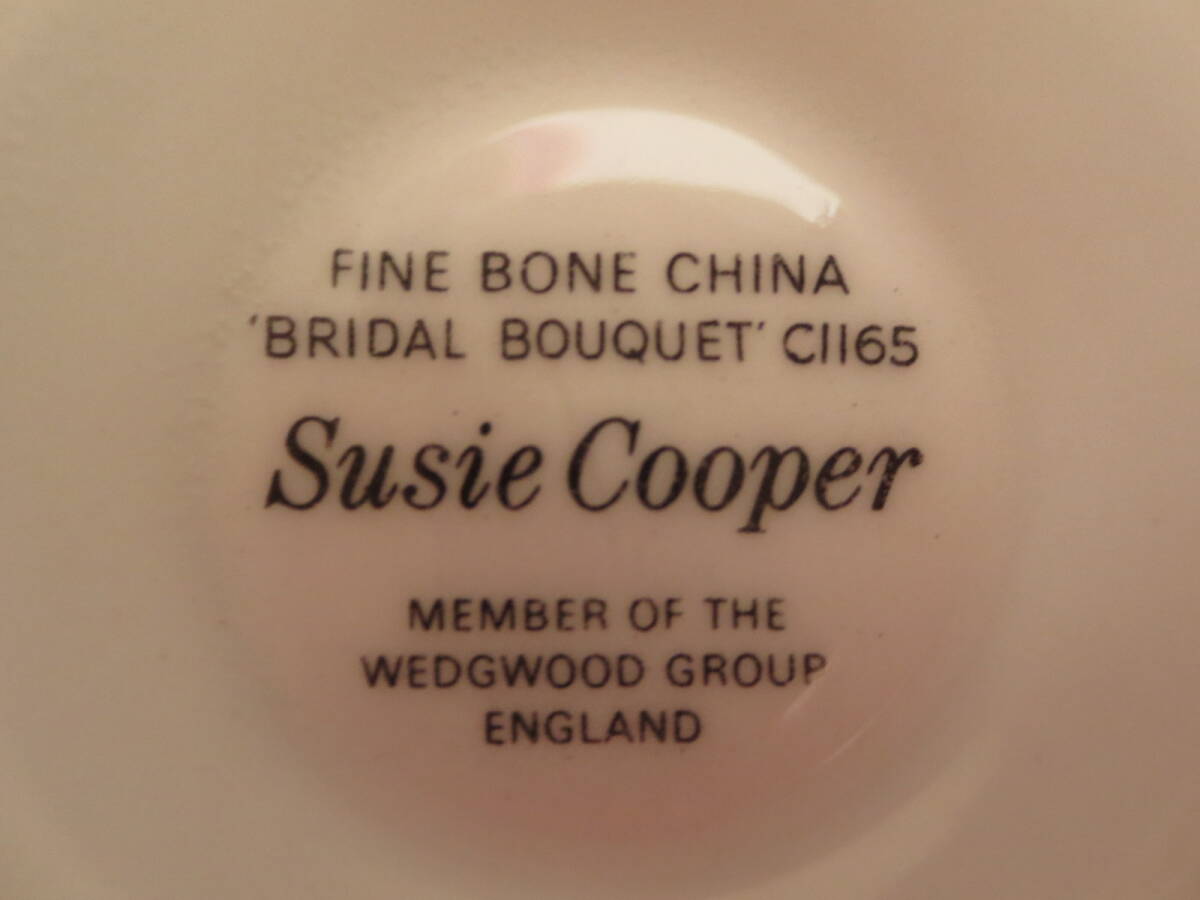 FINE BONE CHINA
'BRIDAL BOUQUET' C1165
Susie Cooper
MEMBER OF THE
WEDGWOOD GROUP
ENGLAND